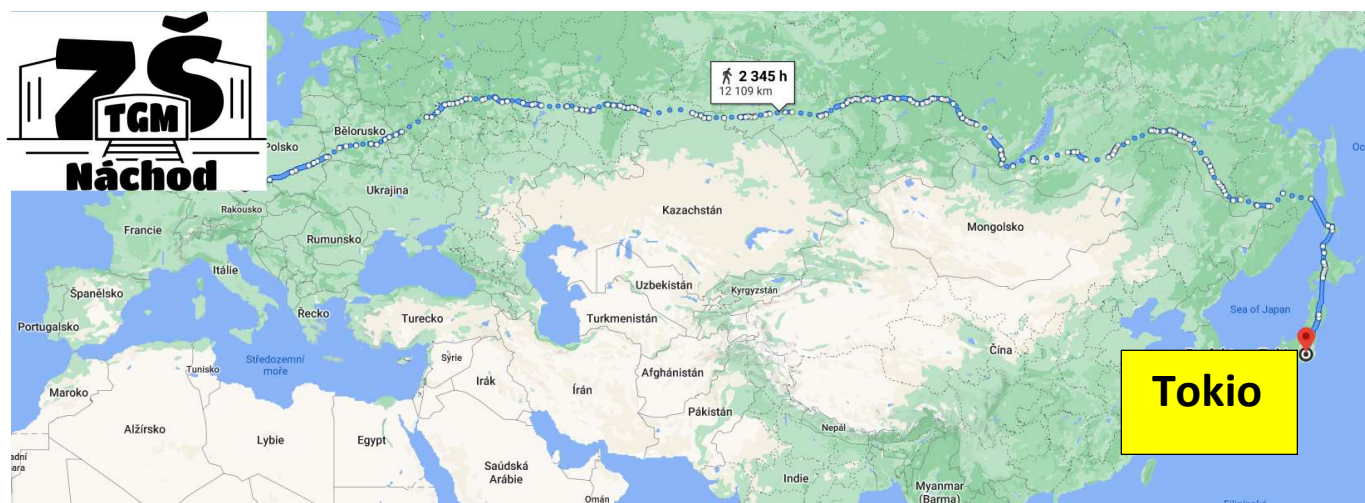 ZŠ
TGM
Náchod
2 345 h
12 109 km
Polsko
Bělorusko
Ukrajina
Rakousko
Francie
Rumunsko
Itálie
Španělsko
Portugalsko
Řecko
Turecko
Středozemní
moře
Tunisko
Maroko
Alžírsko
Lybie
Egypt
Sýrie
Irák
Írán
Saúdská
Arábie
Omán
Kazachstán
Uzbekistán
Kyrgyzstán
Turkmenistán
Afghánistán
Pákistán
Nepál
Indie
Mongolsko
Čína
Myanmar
(Barma)
Sea of Japan
Tokio